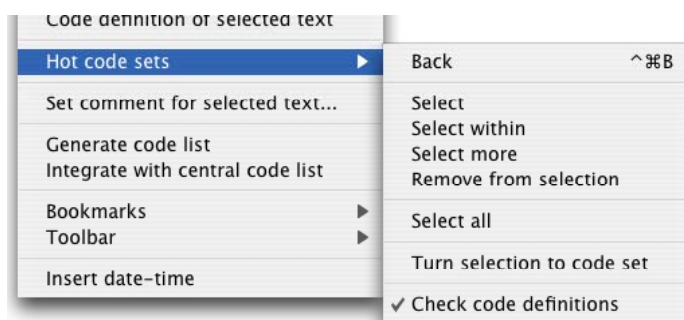 Code definition of selected text
Hot code sets
Set comment for selected text...
Generate code list
Integrate with central code list
Bookmarks
Toolbar
Insert date-time
Back ^⌘B
Select
Select within
Select more
Remove from selection
Select all
Turn selection to code set
✓ Check code definitions